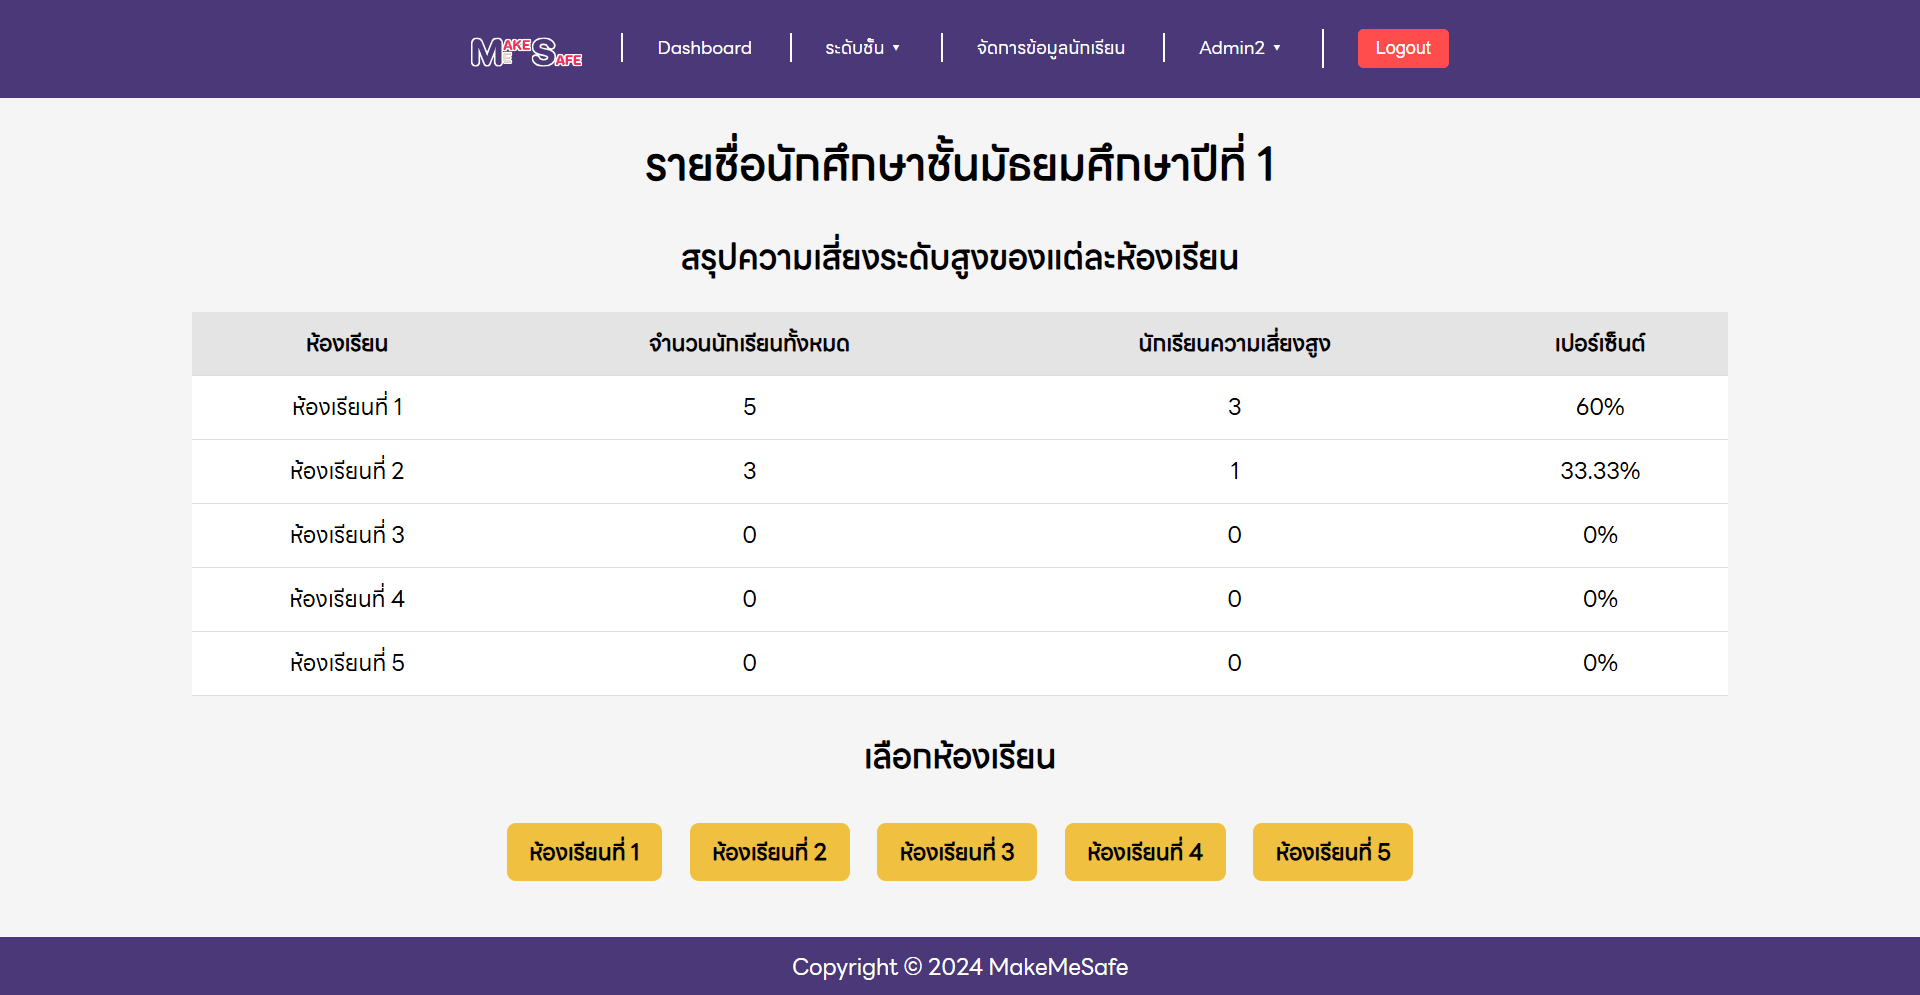 MAKE ME SAFE Dashboard ระดับชั้น ▼ จัดการข้อมูลนักเรียน Admin2 ▼ Logout
รายชื่อนักศึกษาชั้นมัธยมศึกษาปีที่ 1
สรุปความเสี่ยงระดับสูงของแต่ละห้องเรียน
ห้องเรียน จำนวนนักเรียนทั้งหมด นักเรียนความเสี่ยงสูง เปอร์เซ็นต์
ห้องเรียนที่ 1 5 3 60%
ห้องเรียนที่ 2 3 1 33.33%
ห้องเรียนที่ 3 0 0 0%
ห้องเรียนที่ 4 0 0 0%
ห้องเรียนที่ 5 0 0 0%
เลือกห้องเรียน
ห้องเรียนที่ 1 ห้องเรียนที่ 2 ห้องเรียนที่ 3 ห้องเรียนที่ 4 ห้องเรียนที่ 5
Copyright © 2024 MakeMeSafe